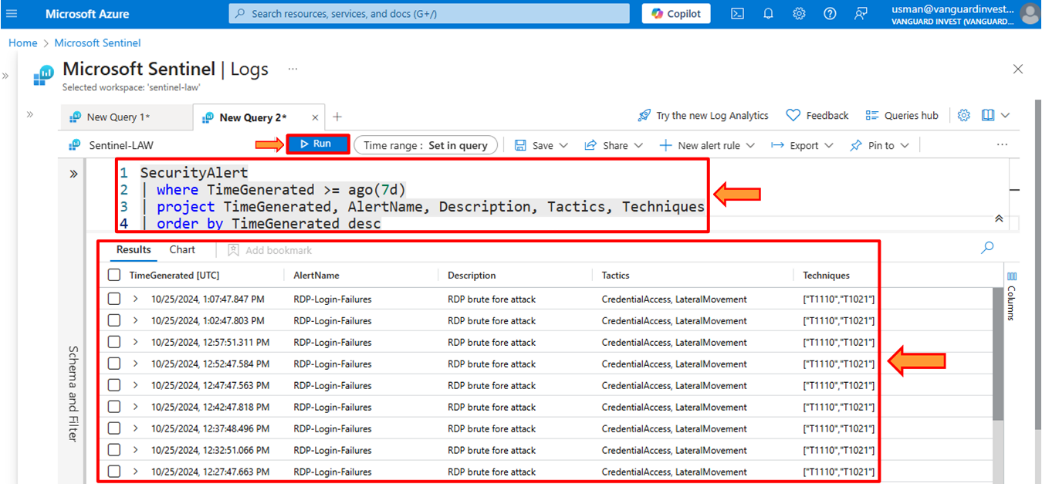 Microsoft Azure
Search resources, services, and docs (G+/)
Copilot
usman@vanguardinvest...
VANGUARD INVEST (VANGUARD...
Home > Microsoft Sentinel
Microsoft Sentinel | Logs ...
Selected workspace: 'sentinel-law'
New Query 1*
New Query 2*
Try the new Log Analytics
Feedback
Queries hub
Sentinel-LAW
Run
Time range : Set in query
Save
Share
New alert rule
Export
Pin to
1 SecurityAlert
2 | where TimeGenerated >= ago(7d)
3 | project TimeGenerated, AlertName, Description, Tactics, Techniques
4 | order by TimeGenerated desc
Results Chart Add bookmark
TimeGenerated [UTC] AlertName Description Tactics Techniques
10/25/2024, 1:07:47.847 PM RDP-Login-Failures RDP brute fore attack CredentialAccess, LateralMovement ["T1110","T1021"]
10/25/2024, 1:02:47.803 PM RDP-Login-Failures RDP brute fore attack CredentialAccess, LateralMovement ["T1110","T1021"]
10/25/2024, 12:57:51.311 PM RDP-Login-Failures RDP brute fore attack CredentialAccess, LateralMovement ["T1110","T1021"]
10/25/2024, 12:52:47.584 PM RDP-Login-Failures RDP brute fore attack CredentialAccess, LateralMovement ["T1110","T1021"]
10/25/2024, 12:47:47.563 PM RDP-Login-Failures RDP brute fore attack CredentialAccess, LateralMovement ["T1110","T1021"]
10/25/2024, 12:42:47.818 PM RDP-Login-Failures RDP brute fore attack CredentialAccess, LateralMovement ["T1110","T1021"]
10/25/2024, 12:37:48.496 PM RDP-Login-Failures RDP brute fore attack CredentialAccess, LateralMovement ["T1110","T1021"]
10/25/2024, 12:32:51.066 PM RDP-Login-Failures RDP brute fore attack CredentialAccess, LateralMovement ["T1110","T1021"]
10/25/2024, 12:27:47.663 PM RDP-Login-Failures RDP brute fore attack CredentialAccess, LateralMovement ["T1110","T1021"]
Schema and Filter
Columns